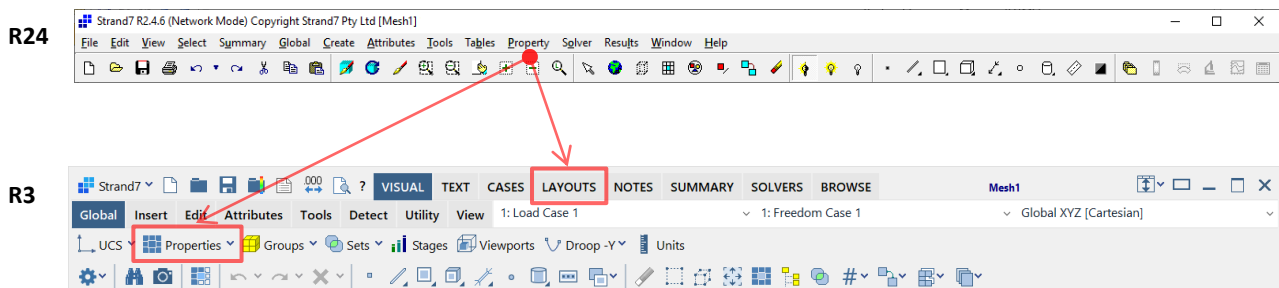 R24
Strand7 R2.4.6 (Network Mode) Copyright Strand7 Pty Ltd [Mesh1]
File Edit View Select Summary Global Create Attributes Tools Tables Property Solver Results Window Help
R3
Strand7 .000 ? VISUAL TEXT CASES LAYOUTS NOTES SUMMARY SOLVERS BROWSE Mesh1
Global Insert Edit Attributes Tools Detect Utility View 1: Load Case 1 1: Freedom Case 1 Global XYZ [Cartesian]
UCS Properties Groups Sets Stages Viewports Droop -Y Units
#